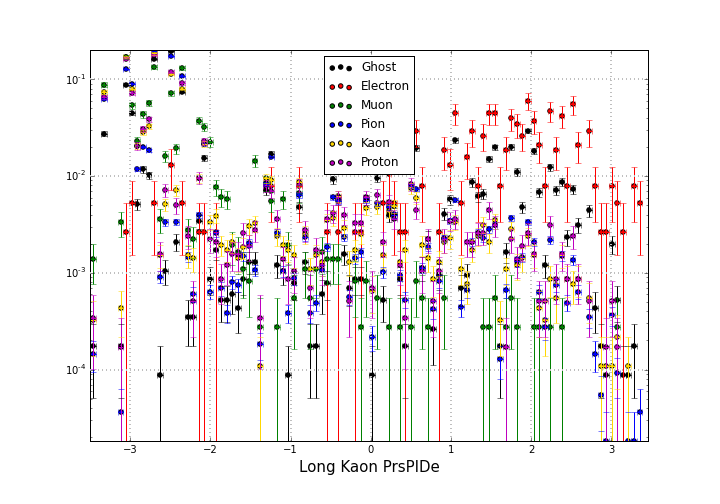 10⁻¹
10⁻²
10⁻³
10⁻⁴
Ghost
Electron
Muon
Pion
Kaon
Proton
−3 −2 −1 0 1 2 3
Long Kaon PrsPIDe